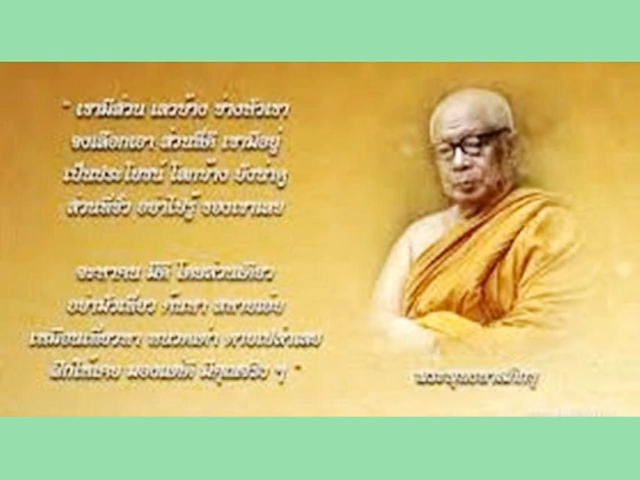 " เขามีส่วน เลวบ้าง ช่างหัวเขา
จงเลือกเอา ส่วนที่ดี เขามีอยู่
เป็นประโยชน์ โลกบ้าง ยังน่าดู
ส่วนที่ชั่ว อย่าไปรู้ ของเขาเลย
จะหาคน มีดี โดยส่วนเดียว
อย่ามัวเที่ยว ค้นหา สหายเอ๋ย
เหมือนเที่ยวหา หนวดเต่า ตายเปล่าเลย
ฝึกให้เคย มองแต่ดี มีคุณจริง ๆ "
พระพุทธทาสภิกขุ